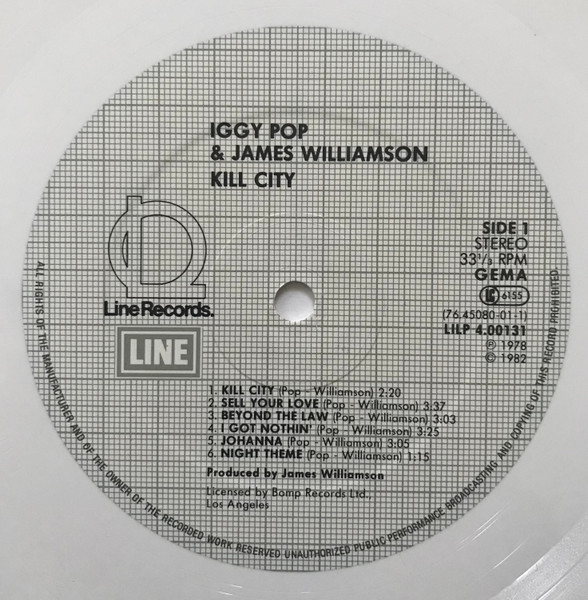 IGGY POP
& JAMES WILLIAMSON
KILL CITY
SIDE 1
STEREO
33⅓ RPM
GEMA
LC 6155
(76.45080-01-1)
LILP 4.00131
℗ 1978
© 1982
Line Records.
LINE
1. KILL CITY (Pop - Williamson) 2:20
2. SELL YOUR LOVE (Pop - Williamson) 3:37
3. BEYOND THE LAW (Pop - Williamson) 3:03
4. I GOT NOTHIN' (Pop - Williamson) 3:25
5. JOHANNA (Pop - Williamson) 3:05
6. NIGHT THEME (Pop - Williamson) 1:15
Produced by James Williamson
Licensed by Bomp Records Ltd.,
Los Angeles
ALL RIGHTS OF THE MANUFACTURER AND OF THE OWNER OF THE RECORDED WORK RESERVED UNAUTHORIZED PUBLIC PERFORMANCE BROADCASTING AND COPYING OF THIS RECORD PROHIBITED.